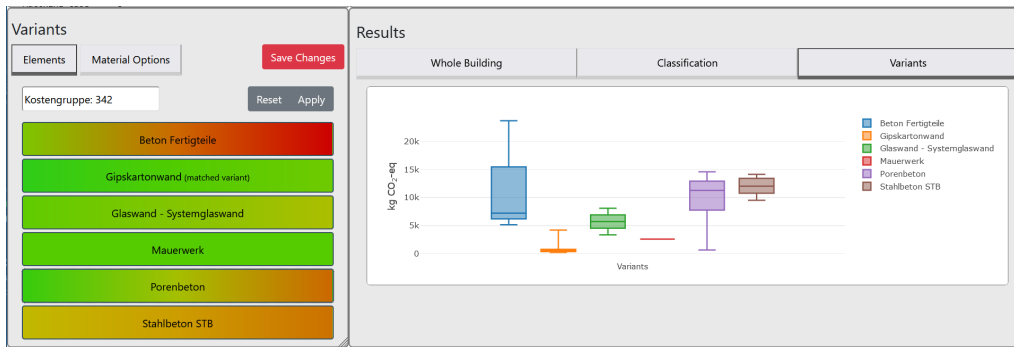 Variants
Elements
Material Options
Save Changes
Kostengruppe: 342
Reset
Apply
Beton Fertigteile
Gipskartonwand (matched variant)
Glaswand - Systemglaswand
Mauerwerk
Porenbeton
Stahlbeton STB
Results
Whole Building
Classification
Variants
kg CO₂-eq
20k
15k
10k
5k
0
Variants
Beton Fertigteile
Gipskartonwand
Glaswand - Systemglaswand
Mauerwerk
Porenbeton
Stahlbeton STB